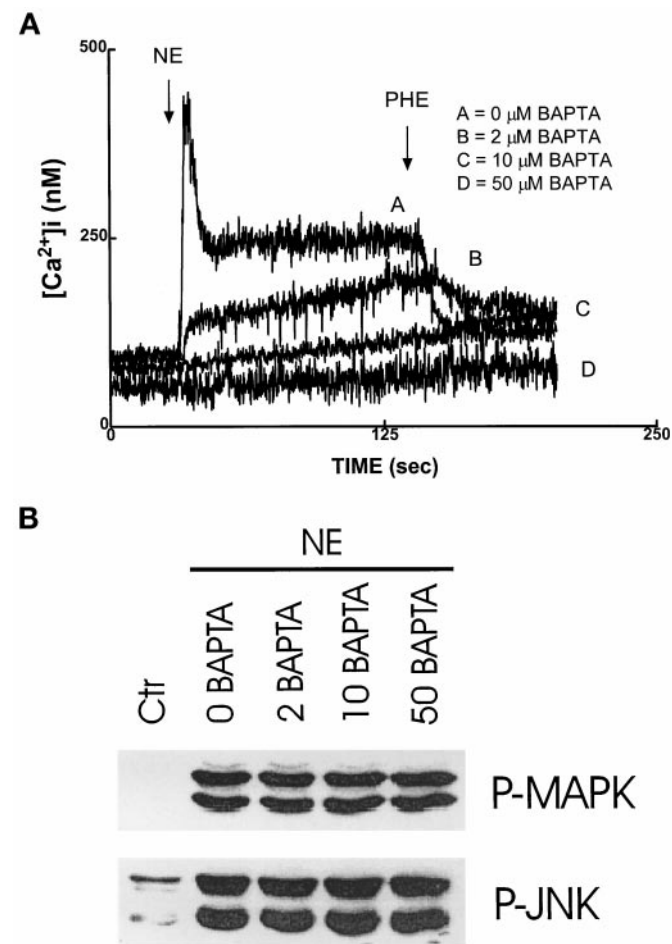 A
500
NE
PHE
A = 0 µM BAPTA
B = 2 µM BAPTA
C = 10 µM BAPTA
D = 50 µM BAPTA
[Ca²⁺]i (nM)
250
A
B
C
D
0
0
125
250
TIME (sec)
B
NE
Ctr
0 BAPTA
2 BAPTA
10 BAPTA
50 BAPTA
P-MAPK
P-JNK